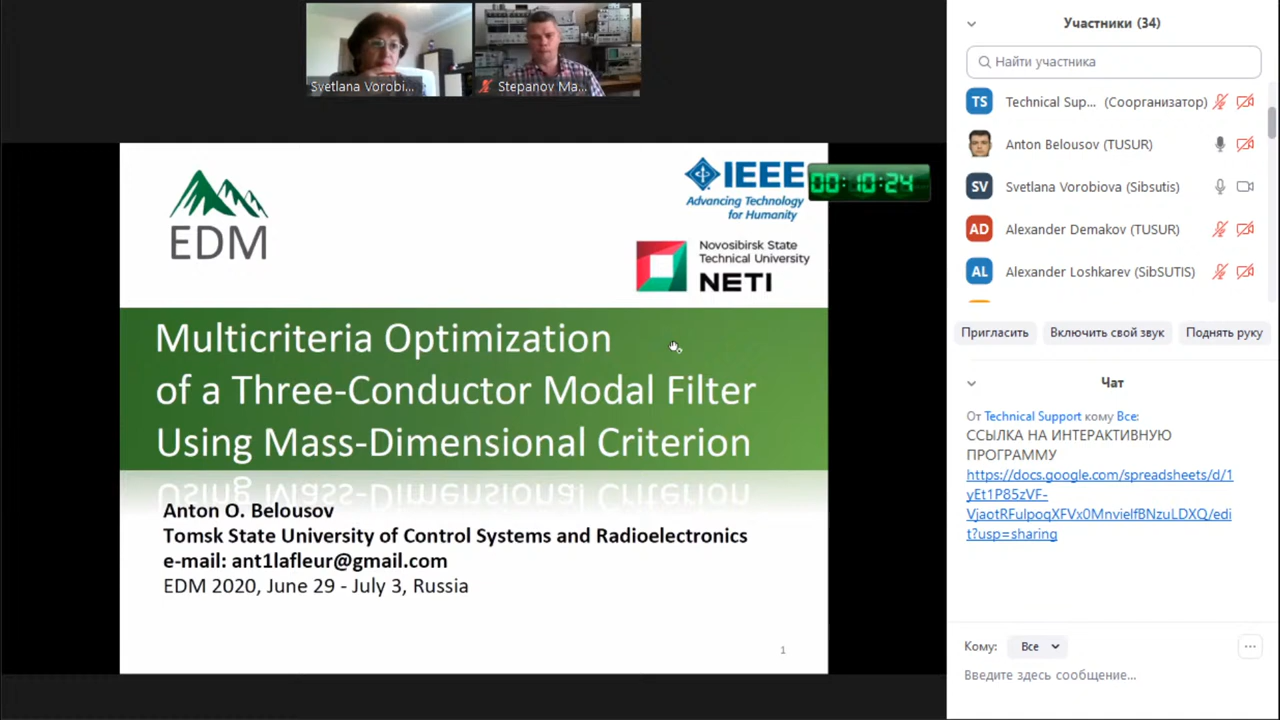 Svetlana Vorobi...
Stepanov Ma...
EDM
IEEE
Advancing Technology
for Humanity
00:10:24
Novosibirsk State
Technical University
NETI
Multicriteria Optimization
of a Three-Conductor Modal Filter
Using Mass-Dimensional Criterion
Anton O. Belousov
Tomsk State University of Control Systems and Radioelectronics
e-mail: ant1lafleur@gmail.com
EDM 2020, June 29 - July 3, Russia
1
Участники (34)
Найти участника
TS Technical Sup... (Соорганизатор)
Anton Belousov (TUSUR)
SV Svetlana Vorobiova (Sibsutis)
AD Alexander Demakov (TUSUR)
AL Alexander Loshkarev (SibSUTIS)
Пригласить Включить свой звук Поднять руку
Чат
От Technical Support кому Все:
ССЫЛКА НА ИНТЕРАКТИВНУЮ
ПРОГРАММУ
https://docs.google.com/spreadsheets/d/1
yEt1P85zVF-
VjaotRFulpoqXFVx0MnvielfBNzuLDXQ/edi
t?usp=sharing
Кому: Все
Введите здесь сообщение...